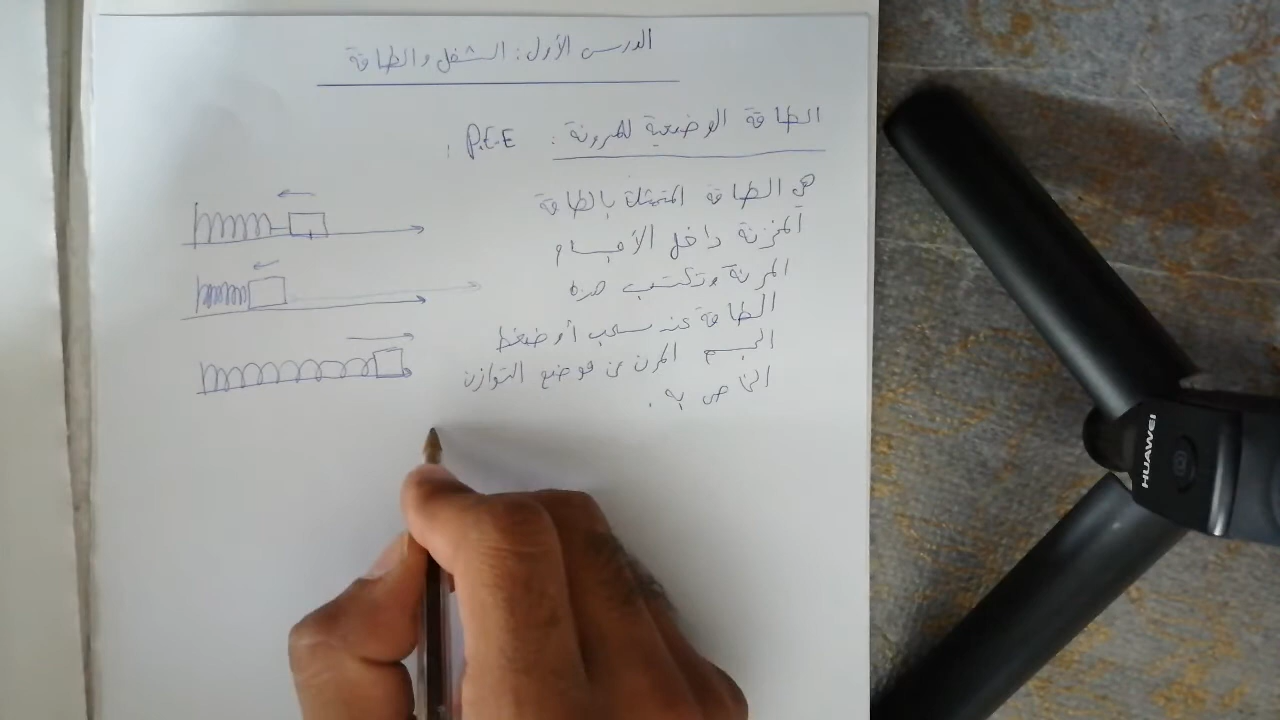 الدرس الأول: الشغل والطاقة
الطاقة الوضعية للمرونة: P.E.E :
هي الطاقة المتمثلة بالطاقة
المخزنة داخل الأجسام
المرنة وتكتسب هذه
الطاقة عند سحب أو ضغط
الجسم المرن عن موضع التوازن
الخاص به.
HUAWEI